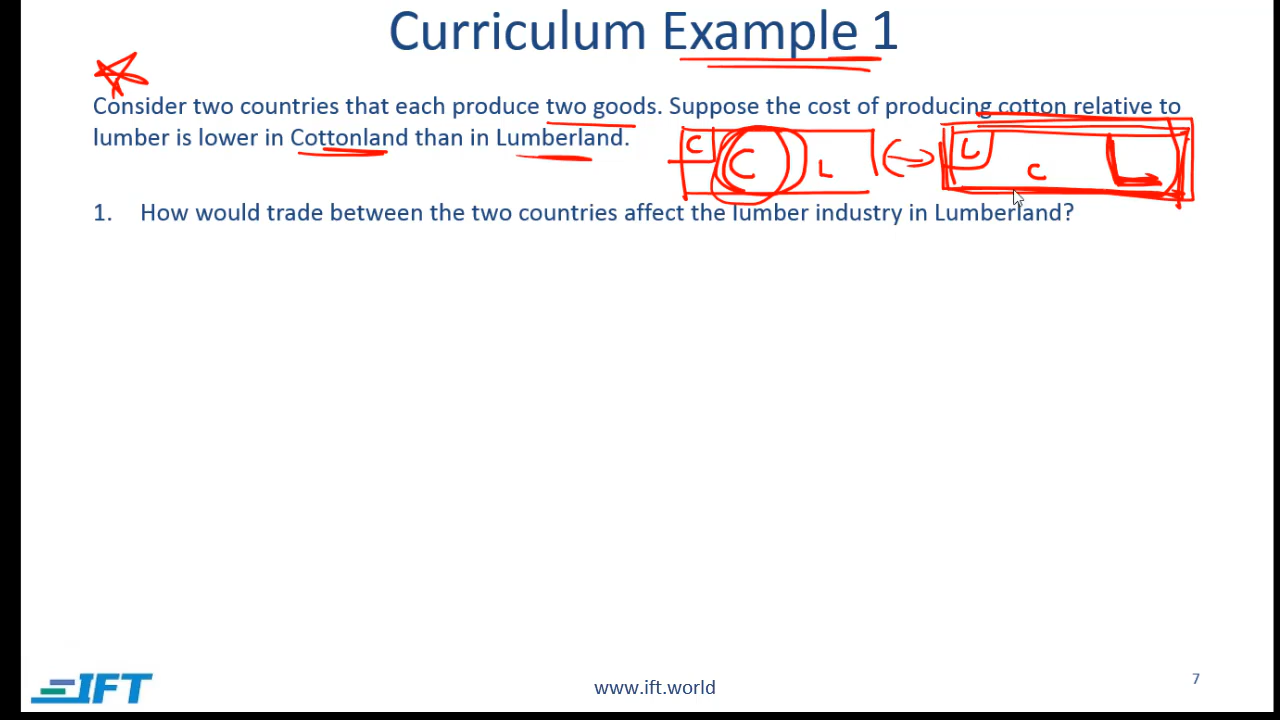 Curriculum Example 1
Consider two countries that each produce two goods. Suppose the cost of producing cotton relative to
lumber is lower in Cottonland than in Lumberland.
C C L L C L
1. How would trade between the two countries affect the lumber industry in Lumberland?
IFT
www.ift.world
7